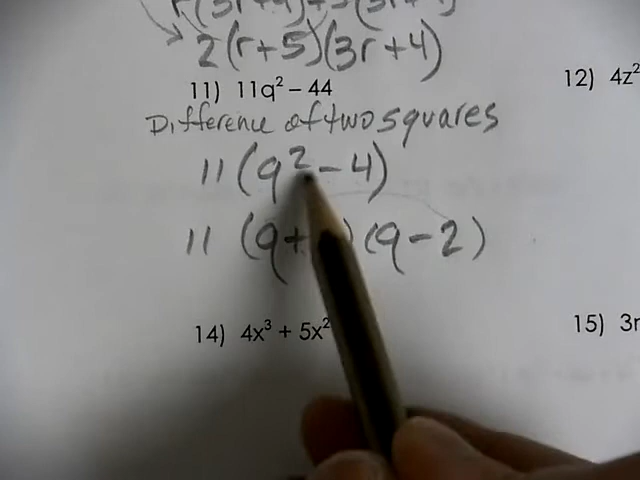 2(r+5)(3r+4)
11) 11q² – 44
12) 4z²
Difference of two squares
11(q²-4)
11 (q+ )(q-2)
14) 4x³ + 5x²
15) 3r